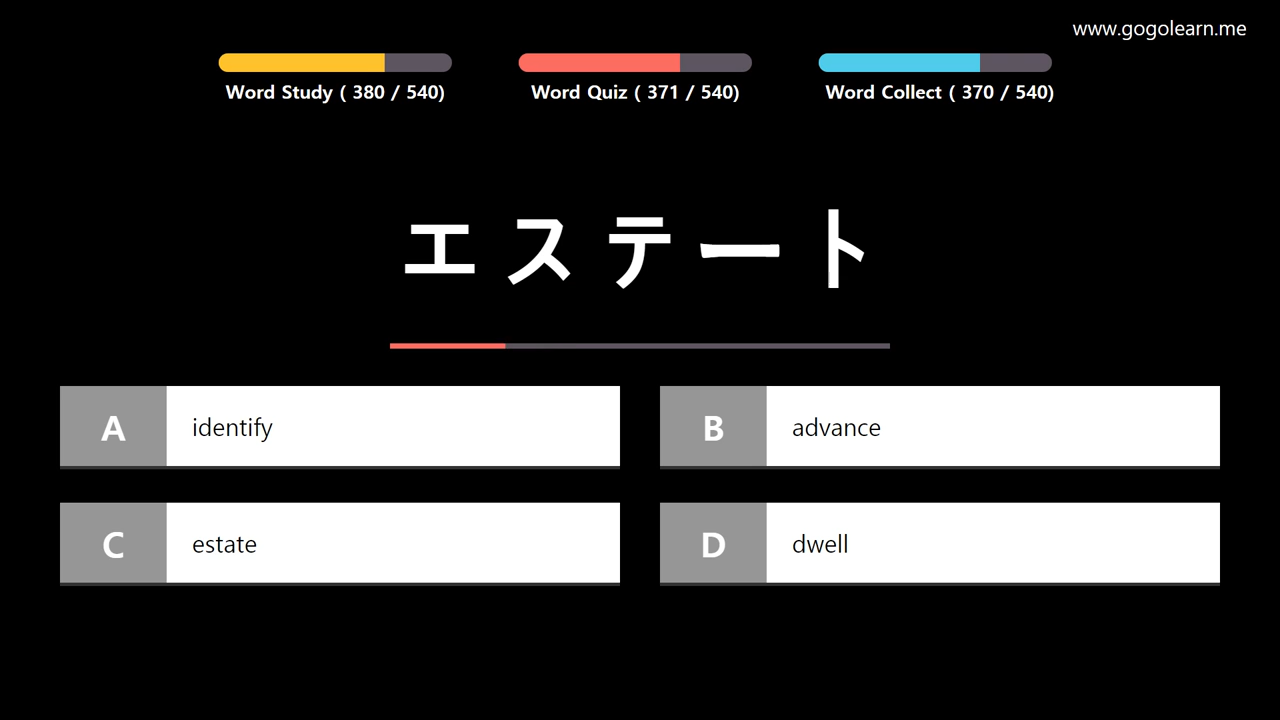 www.gogolearn.me
Word Study ( 380 / 540)
Word Quiz ( 371 / 540)
Word Collect ( 370 / 540)
エステート
A identify
B advance
C estate
D dwell